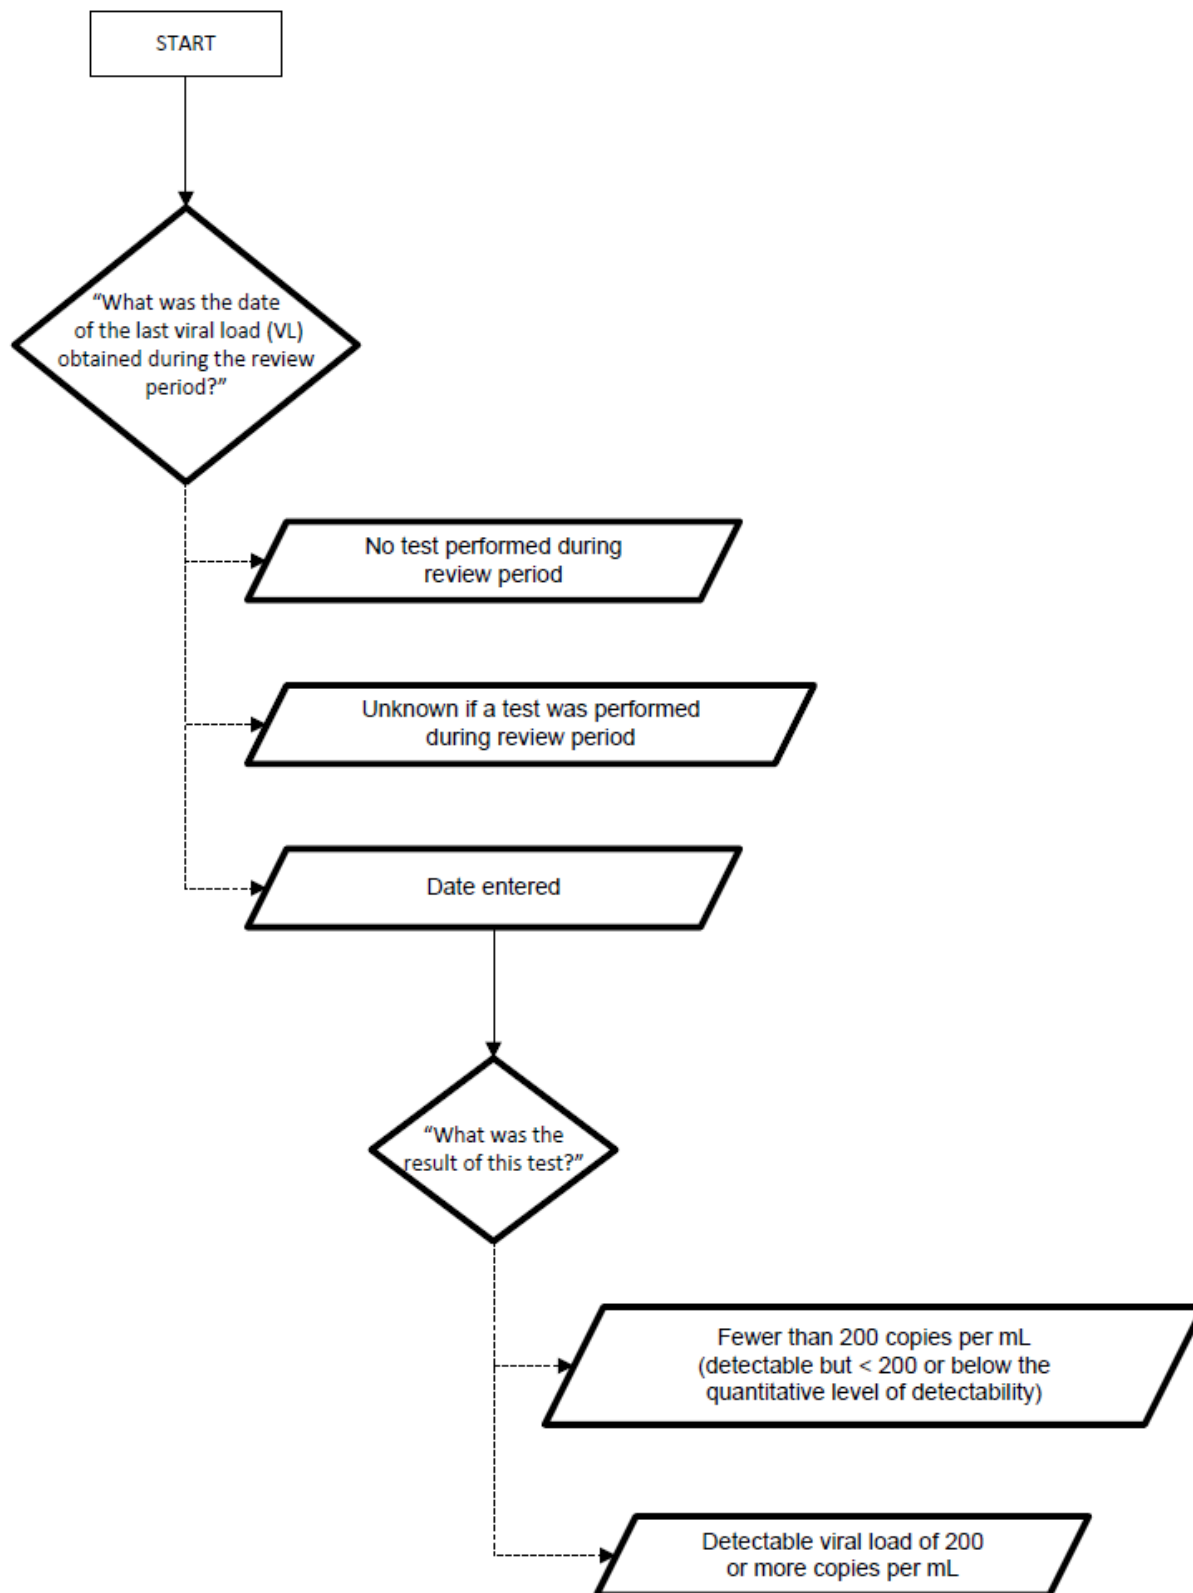 START
“What was the date
of the last viral load (VL)
obtained during the review
period?”
No test performed during
review period
Unknown if a test was performed
during review period
Date entered
“What was the
result of this test?”
Fewer than 200 copies per mL
(detectable but < 200 or below the
quantitative level of detectability)
Detectable viral load of 200
or more copies per mL